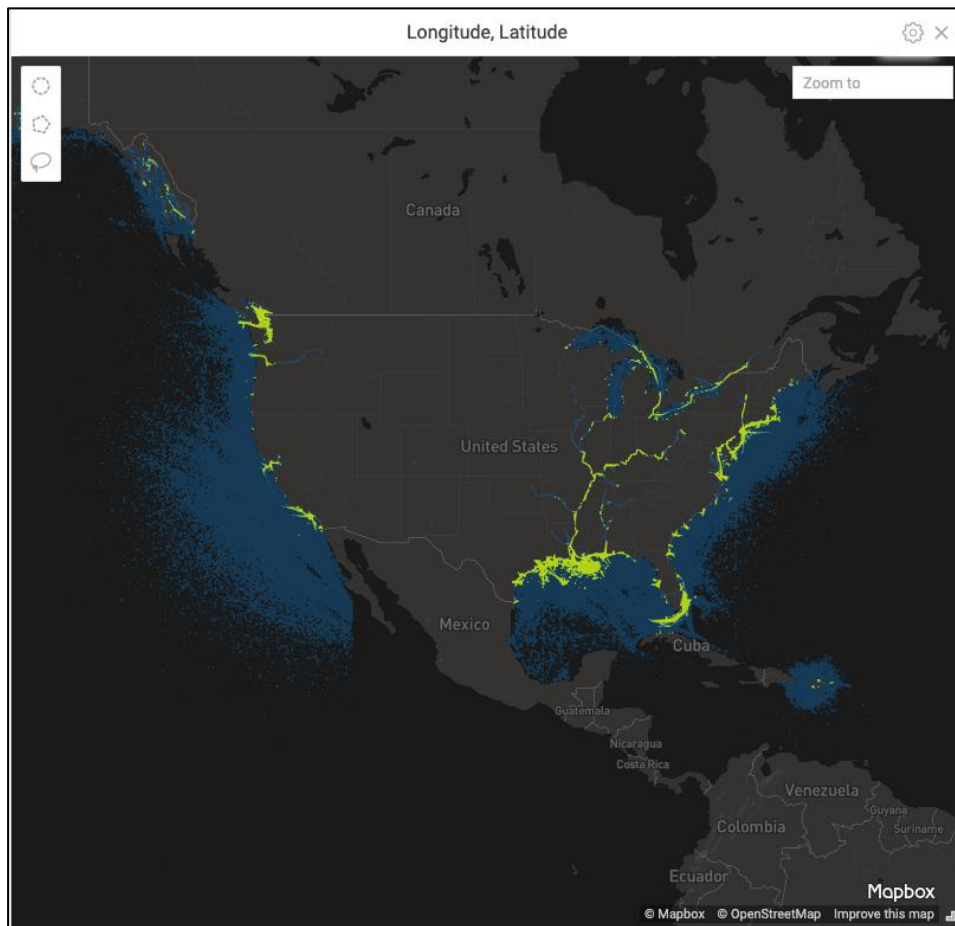 Longitude, Latitude
Zoom to
Canada
United States
Mexico
Cuba
Guatemala
Nicaragua
Costa Rica
Venezuela
Guyana
Suriname
Colombia
Ecuador
Mapbox
© Mapbox © OpenStreetMap Improve this map